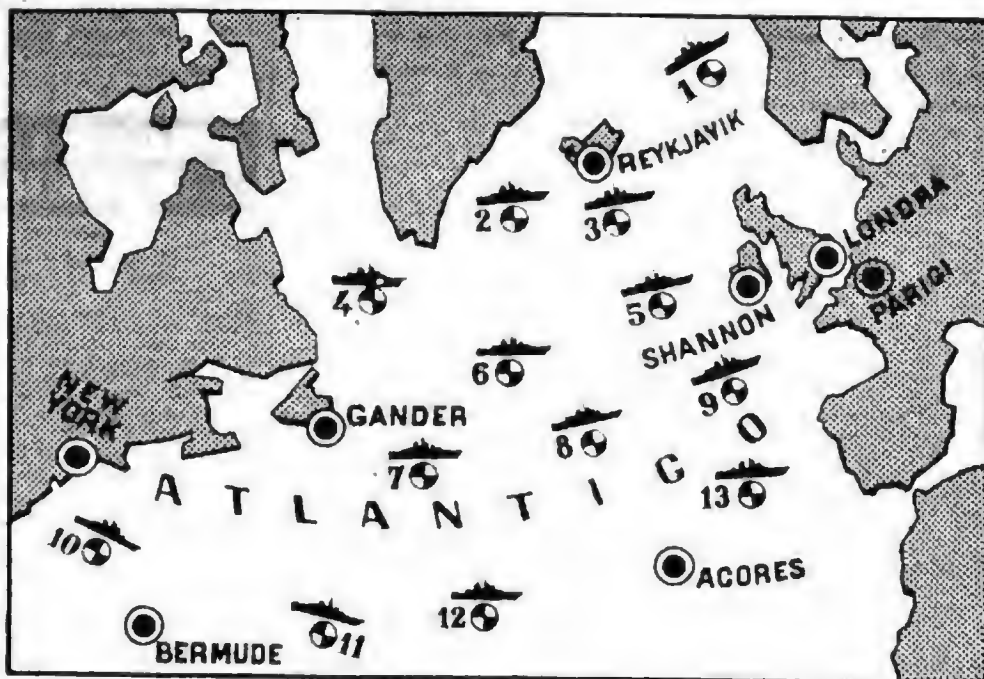 1
REYKJAVIK
2
3
LONDRA
4
5
SHANNON
PARIGI
NEW
YORK
6
9
GANDER
7
8
13
ATLANTICO
10
ACORES
12
11
BERMUDE